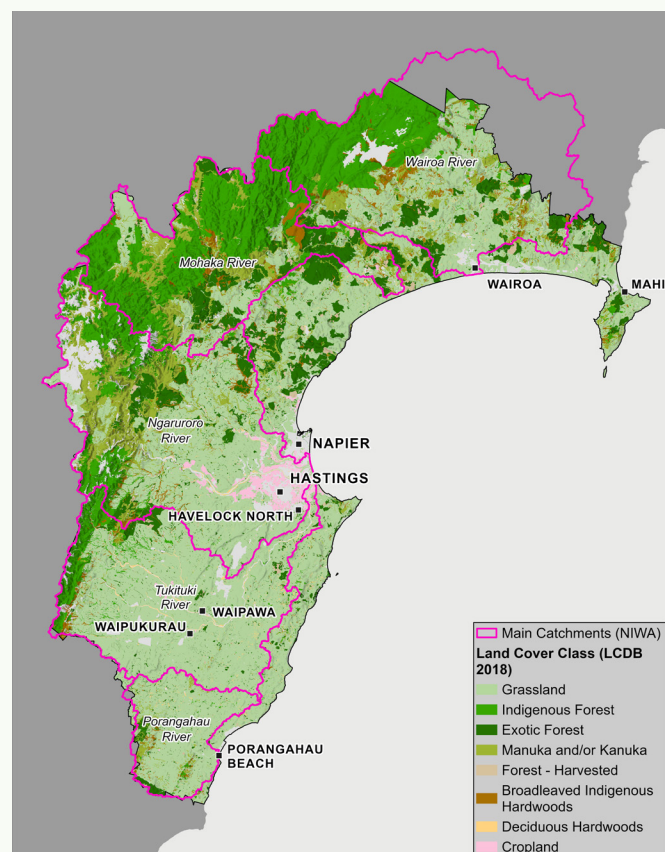 Wairoa River
Mohaka River
WAIROA
MAHI
Ngaruroro
River
NAPIER
HASTINGS
HAVELOCK NORTH
Tukituki
River
WAIPAWA
WAIPUKURAU
Porangahau
River
PORANGAHAU
BEACH
Main Catchments (NIWA)
Land Cover Class (LCDB
2018)
Grassland
Indigenous Forest
Exotic Forest
Manuka and/or Kanuka
Forest - Harvested
Broadleaved Indigenous
Hardwoods
Deciduous Hardwoods
Cropland